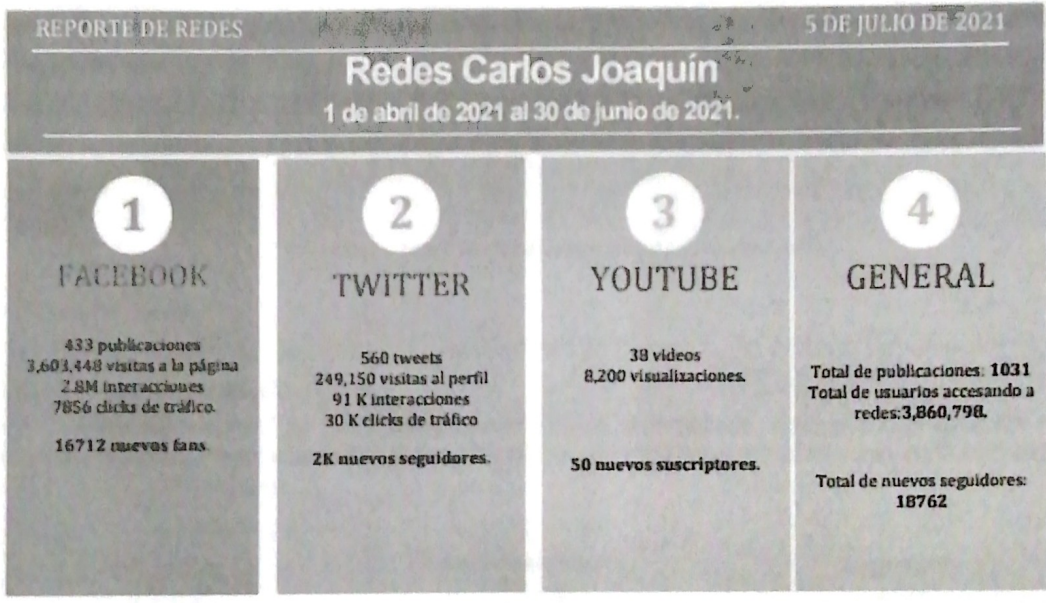 REPORTE DE REDES
5 DE JULIO DE 2021
Redes Carlos Joaquín
1 de abril de 2021 al 30 de junio de 2021.
1
FACEBOOK
433 publicaciones
3,603,448 visitas a la página
2.8M interacciones
7856 clicks de tráfico.
16712 nuevos fans.
2
TWITTER
560 tweets
249,150 visitas al perfil
91 K interacciones
30 K clicks de tráfico
2K nuevos seguidores.
3
YOUTUBE
38 videos
8,200 visualizaciones.
50 nuevos suscriptores.
4
GENERAL
Total de publicaciones: 1031
Total de usuarios accesando a
redes:3,860,798.
Total de nuevos seguidores:
18762